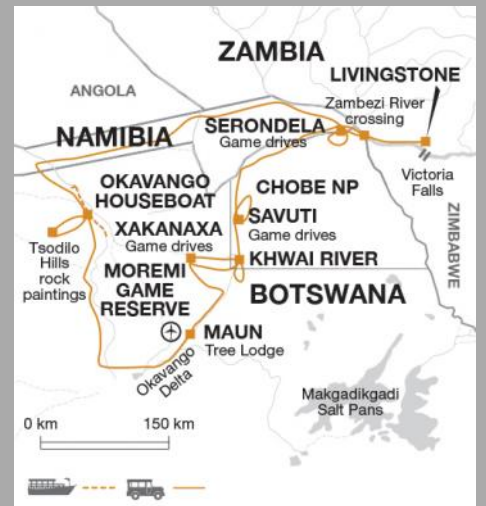 ZAMBIA
LIVINGSTONE
ANGOLA
Zambezi River
crossing
SERONDELA
Game drives
NAMIBIA
Victoria
Falls
OKAVANGO
HOUSEBOAT
CHOBE NP
ZIMBABWE
XAKANAXA
Game drives
SAVUTI
Game drives
Tsodilo
Hills
rock
paintings
MOREMI
GAME
RESERVE
KHWAI RIVER
BOTSWANA
MAUN
Tree Lodge
Okavango
Delta
Makgadikgadi
Salt Pans
0 km 150 km